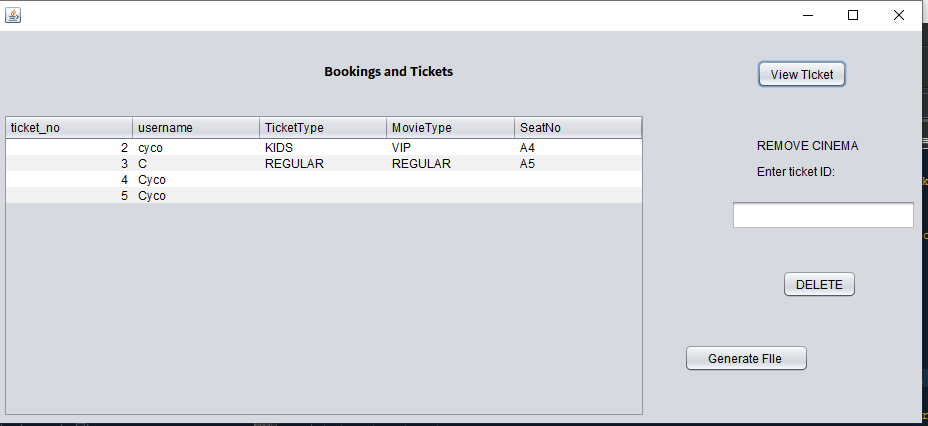 Bookings and Tickets
View TIcket
ticket_no username TicketType MovieType SeatNo
2 cyco KIDS VIP A4
3 C REGULAR REGULAR A5
4 Cyco
5 Cyco
REMOVE CINEMA
Enter ticket ID:
DELETE
Generate FIle